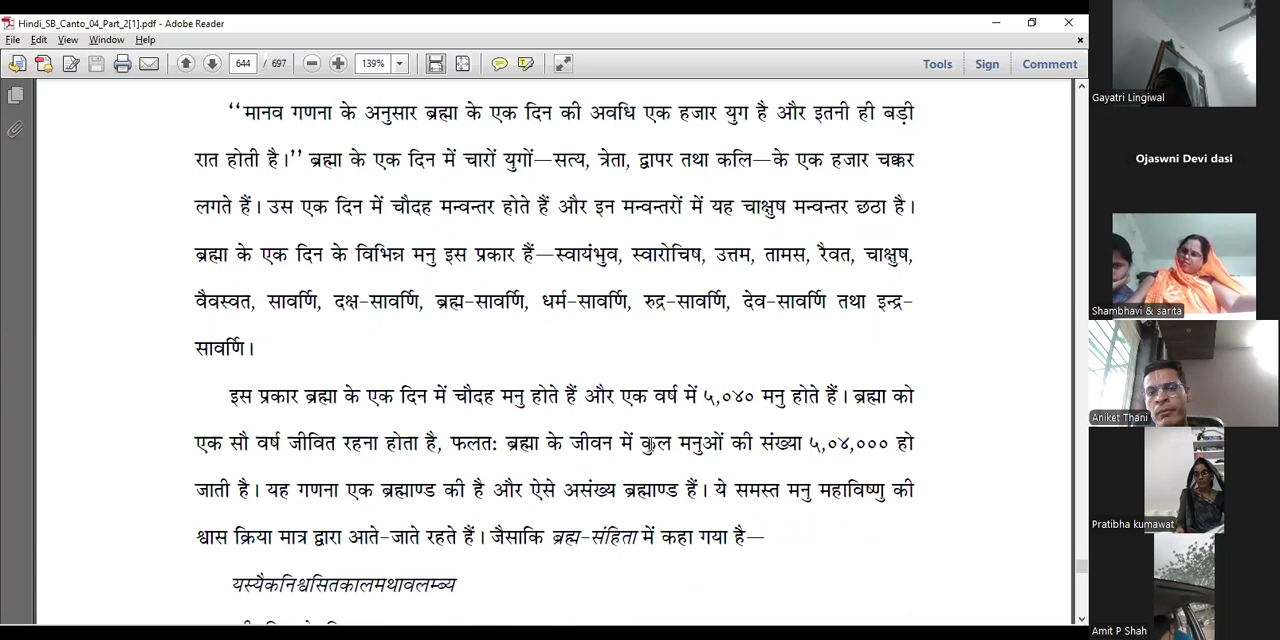 Hindi_SB_Canto_04_Part_2[1].pdf - Adobe Reader
File Edit View Window Help
644 / 697 139% Tools Sign Comment
‘‘मानव गणना के अनुसार ब्रह्मा के एक दिन की अवधि एक हजार युग है और इतनी ही बड़ी
रात होती है।’’ ब्रह्मा के एक दिन में चारों युगों—सत्य, त्रेता, द्वापर तथा कलि—के एक हजार चक्कर
लगते हैं। उस एक दिन में चौदह मन्वन्तर होते हैं और इन मन्वन्तरों में यह चाक्षुष मन्वन्तर छठा है।
ब्रह्मा के एक दिन के विभिन्न मनु इस प्रकार हैं—स्वायंभुव, स्वारोचिष, उत्तम, तामस, रैवत, चाक्षुष,
वैवस्वत, सावर्णि, दक्ष-सावर्णि, ब्रह्म-सावर्णि, धर्म-सावर्णि, रुद्र-सावर्णि, देव-सावर्णि तथा इन्द्र-
सावर्णि।
इस प्रकार ब्रह्मा के एक दिन में चौदह मनु होते हैं और एक वर्ष में ५,०४० मनु होते हैं। ब्रह्मा को
एक सौ वर्ष जीवित रहना होता है, फलत: ब्रह्मा के जीवन में कुल मनुओं की संख्या ५,०४,००० हो
जाती है। यह गणना एक ब्रह्माण्ड की है और ऐसे असंख्य ब्रह्माण्ड हैं। ये समस्त मनु महाविष्णु की
श्वास क्रिया मात्र द्वारा आते-जाते रहते हैं। जैसाकि ब्रह्म-संहिता में कहा गया है—
यस्यैकनिश्वसितकालमथावलम्ब्य
Gayatri Lingiwal
Ojaswni Devi dasi
Shambhavi & sarita
Aniket Thani
Pratibha kumawat
Amit P Shah